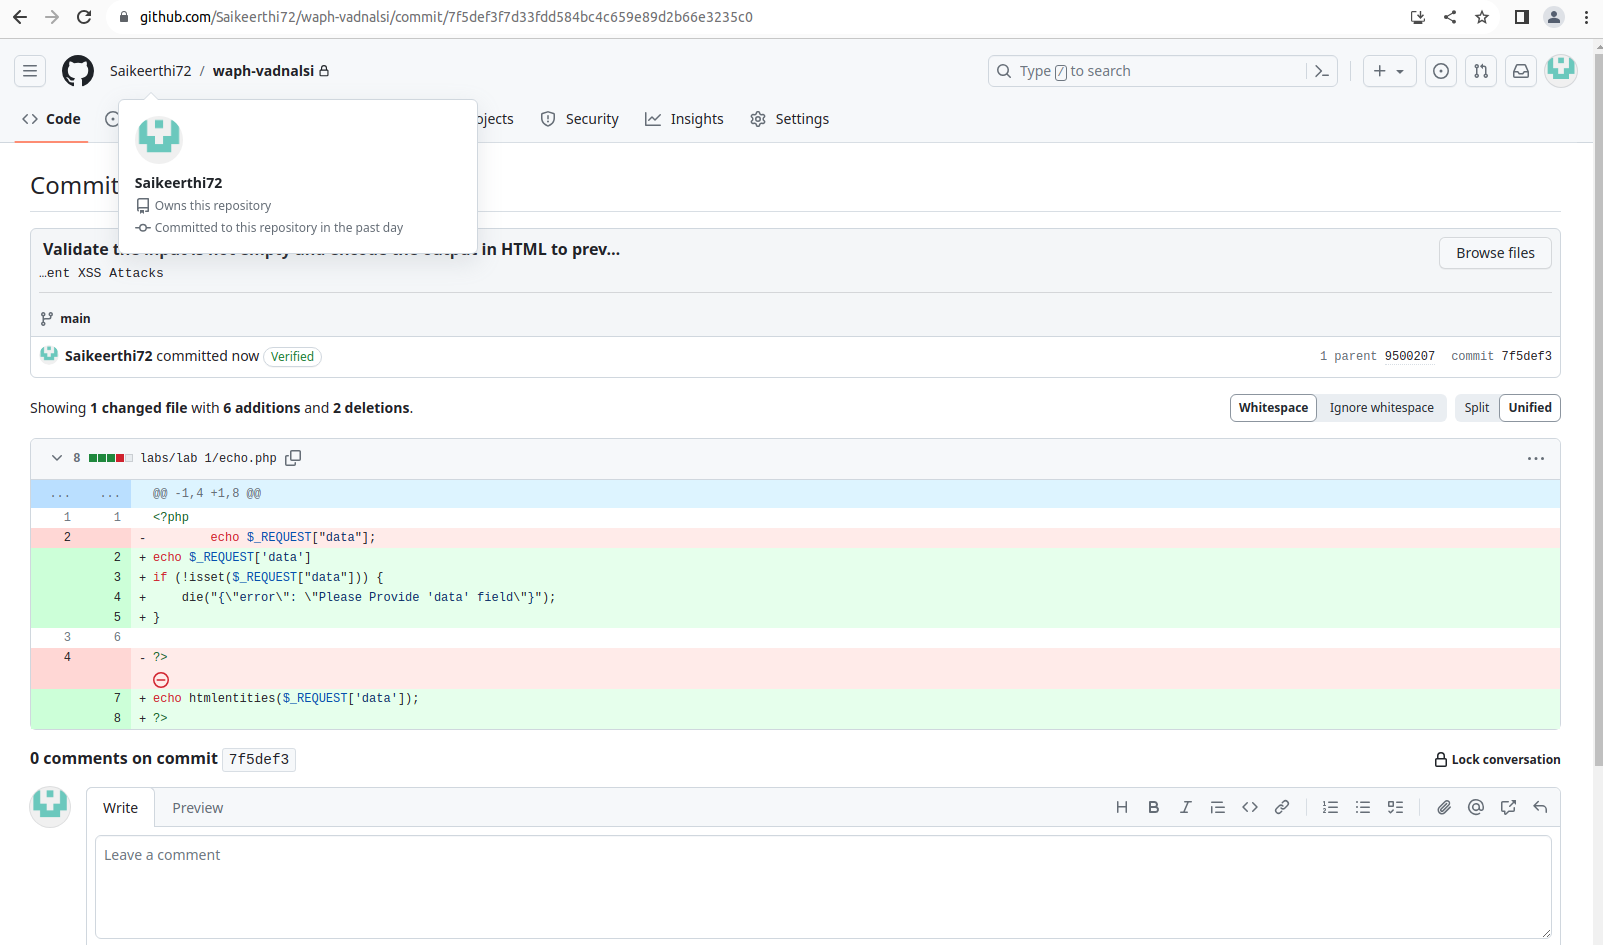 github.com/Saikeerthi72/waph-vadnalsi/commit/7f5def3f7d33fdd584bc4c659e89d2b66e3235c0
Saikeerthi72 / waph-vadnalsi
Type / to search
Code
ojects
Security
Insights
Settings
Saikeerthi72
Owns this repository
Committed to this repository in the past day
Commit
Validate in HTML to prev...
Browse files
…ent XSS Attacks
main
Saikeerthi72 committed now Verified
1 parent 9500207 commit 7f5def3
Showing 1 changed file with 6 additions and 2 deletions.
Whitespace Ignore whitespace Split Unified
8 labs/lab 1/echo.php
... ... @@ -1,4 +1,8 @@
1 1 <?php
2 - echo $_REQUEST["data"];
2 + echo $_REQUEST['data']
3 + if (!isset($_REQUEST["data"])) {
4 + die("{\"error\": \"Please Provide 'data' field\"}");
5 + }
3 6
4 - ?>
7 + echo htmlentities($_REQUEST['data']);
8 + ?>
0 comments on commit 7f5def3
Lock conversation
Write Preview
Leave a comment